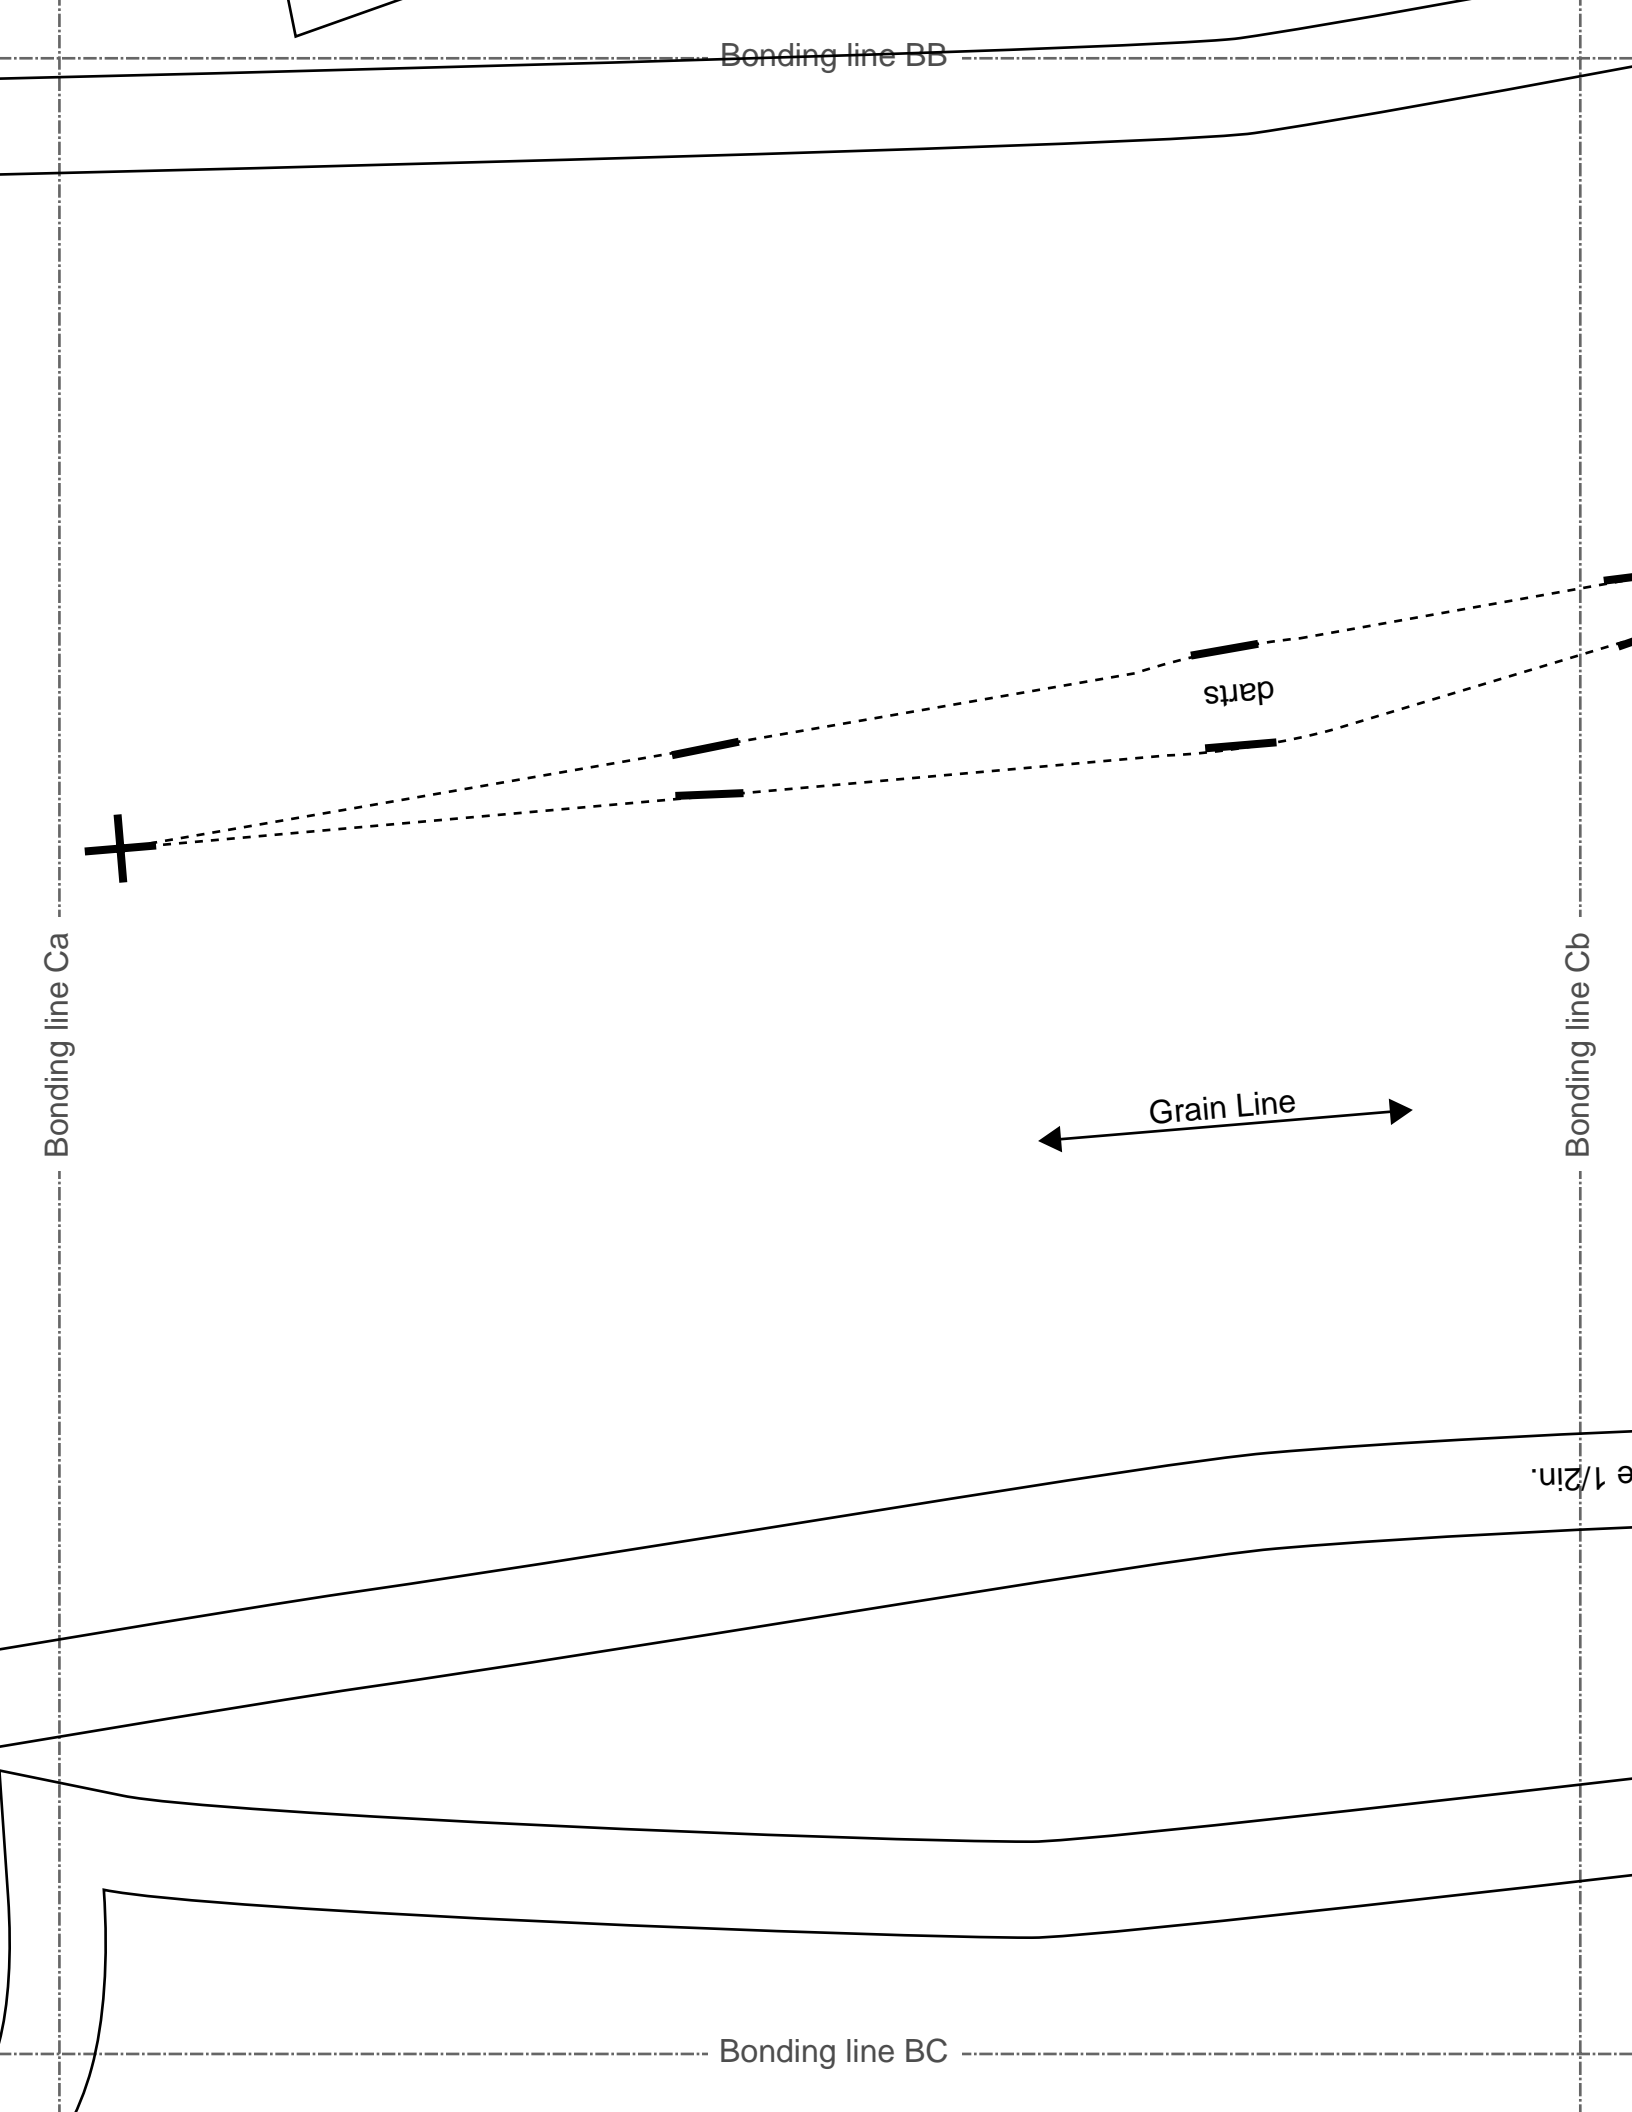 Bonding line BB
darts
Bonding line Ca
Bonding line Cb
Grain Line
e 1/2in.
Bonding line BC